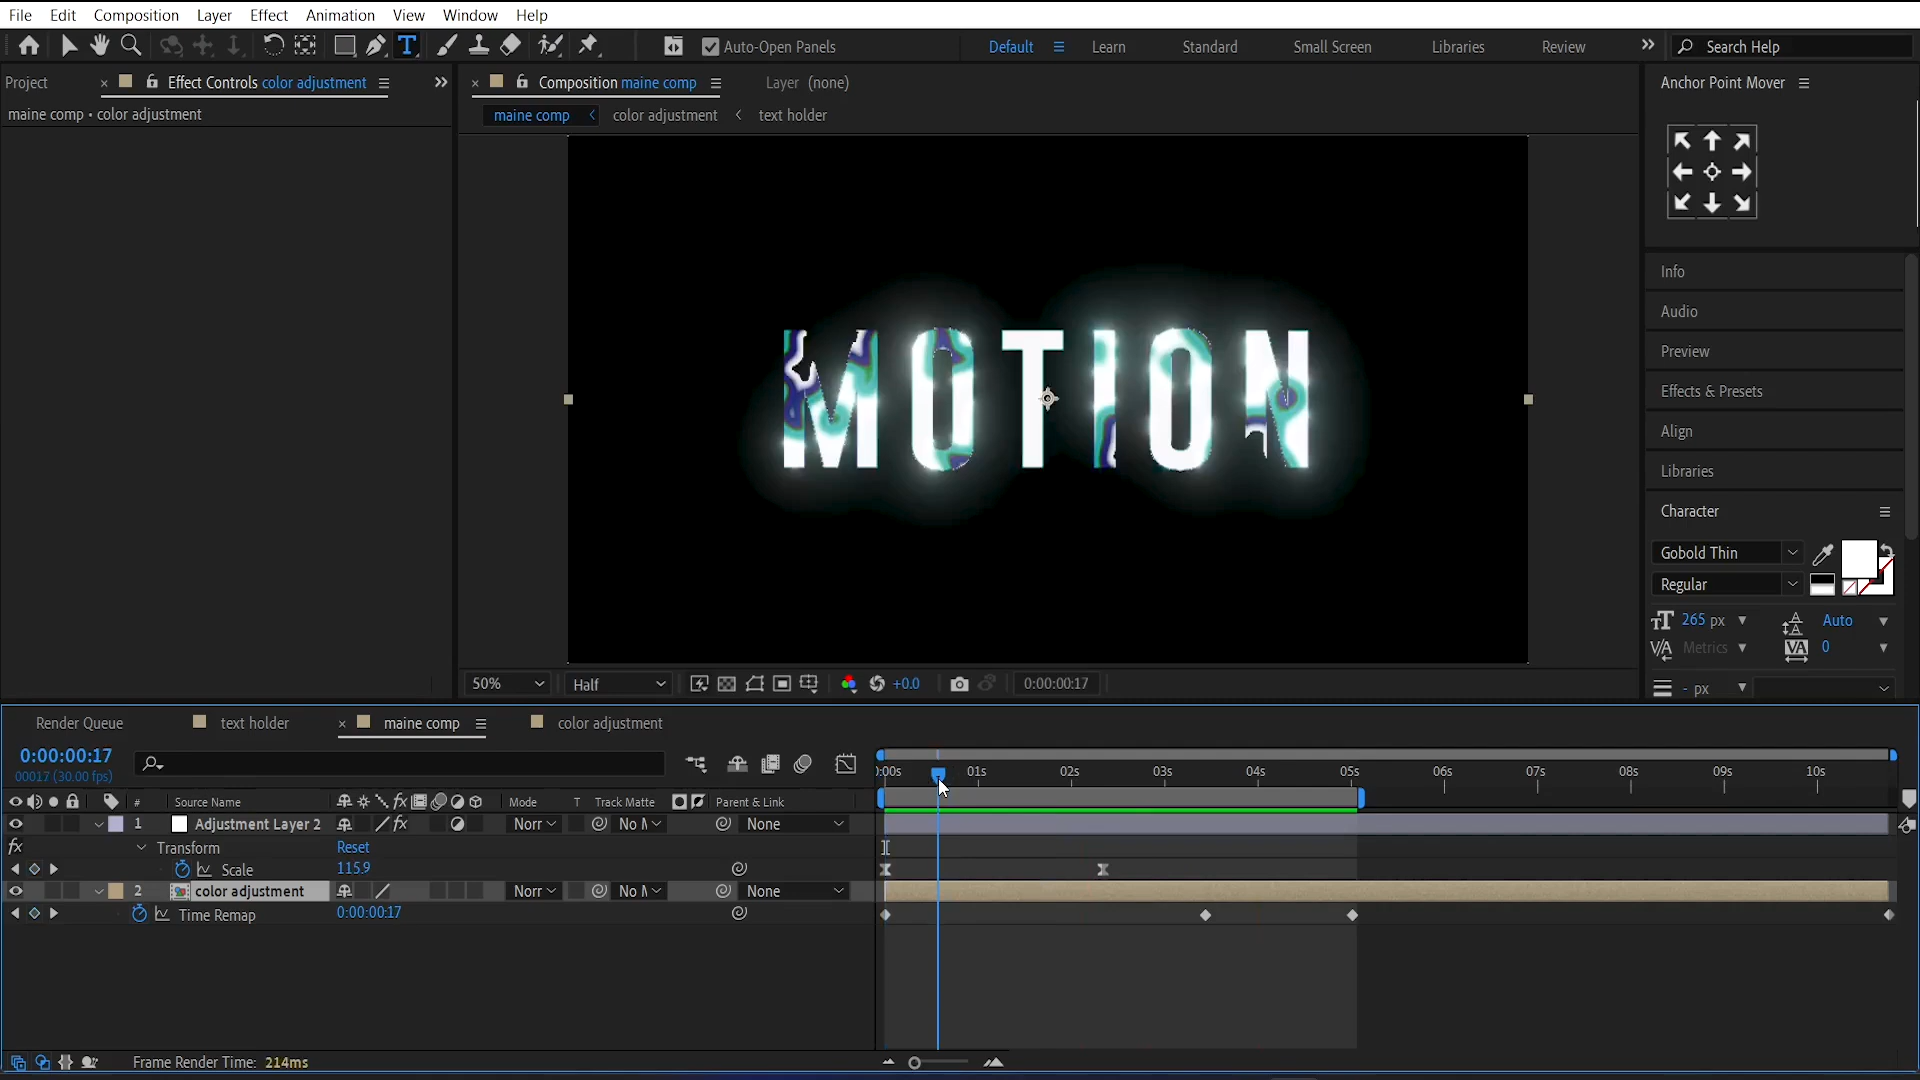 File Edit Composition Layer Effect Animation View Window Help
Auto-Open Panels Default Learn Standard Small Screen Libraries Review Search Help
Project Effect Controls color adjustment Composition maine comp Layer (none) Anchor Point Mover
maine comp • color adjustment
maine comp color adjustment text holder
MOTION
Info
Audio
Preview
Effects & Presets
Align
Libraries
Character
Gobold Thin
Regular
265 px Auto
Metrics 0
- px
50% Half +0.0 0:00:00:17
Render Queue text holder maine comp color adjustment
0:00:00:17
00017 (30.00 fps)
):00s 01s 02s 03s 04s 05s 06s 07s 08s 09s 10s
# Source Name Mode T Track Matte Parent & Link
1 Adjustment Layer 2 Norr No M None
Transform Reset
Scale 115.9
2 color adjustment Norr No M None
Time Remap 0:00:00:17
Frame Render Time: 214ms